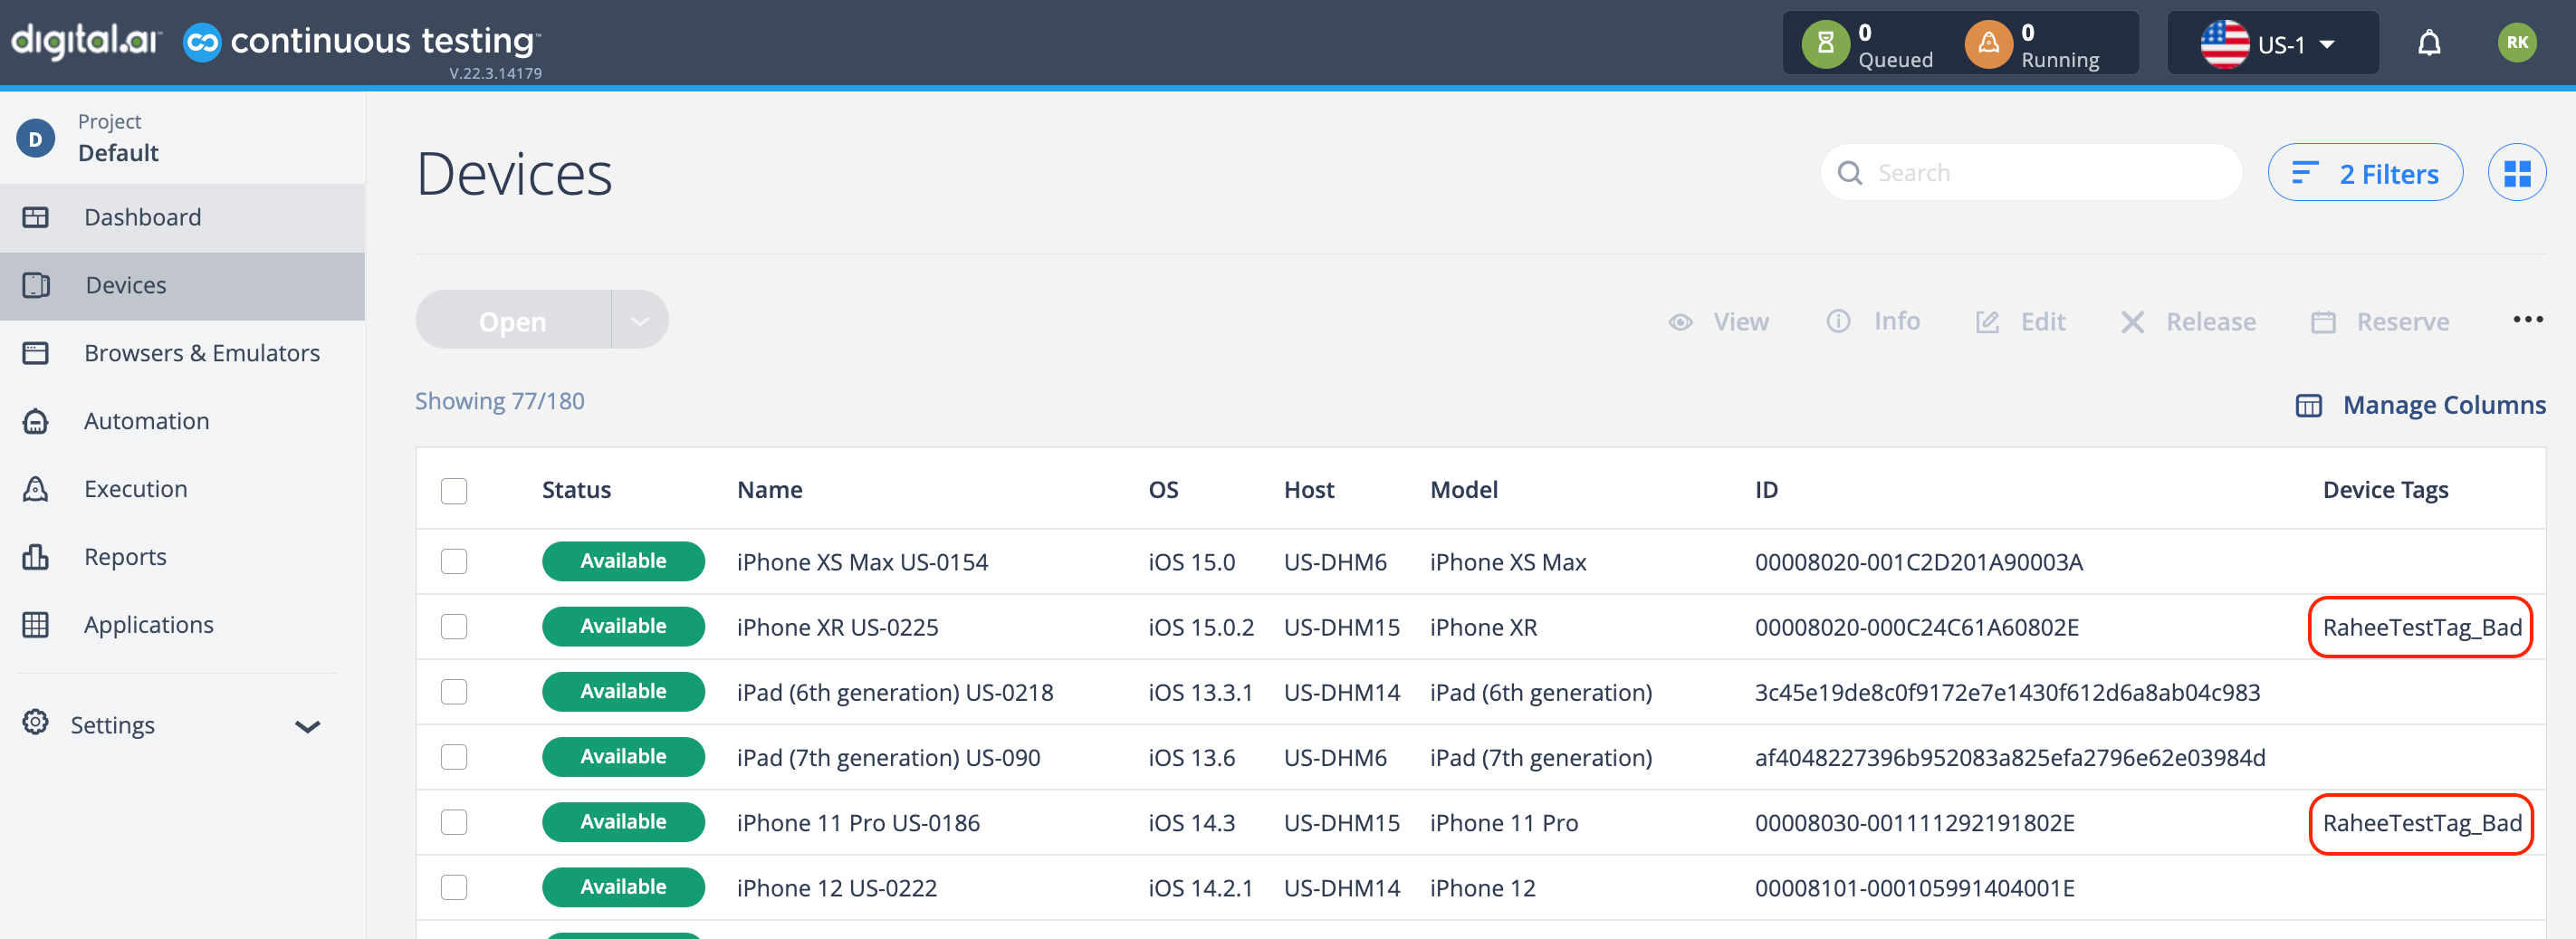 digital.ai™ continuous testing™
V.22.3.14179
0 Queued
0 Running
US-1
RK
D
Project
Default
Dashboard
Devices
Browsers & Emulators
Automation
Execution
Reports
Applications
Settings
Devices
Search
2 Filters
Open
View Info Edit Release Reserve
Showing 77/180
Manage Columns
Status Name OS Host Model ID Device Tags
Available iPhone XS Max US-0154 iOS 15.0 US-DHM6 iPhone XS Max 00008020-001C2D201A90003A
Available iPhone XR US-0225 iOS 15.0.2 US-DHM15 iPhone XR 00008020-000C24C61A60802E RaheeTestTag_Bad
Available iPad (6th generation) US-0218 iOS 13.3.1 US-DHM14 iPad (6th generation) 3c45e19de8c0f9172e7e1430f612d6a8ab04c983
Available iPad (7th generation) US-090 iOS 13.6 US-DHM6 iPad (7th generation) af4048227396b952083a825efa2796e62e03984d
Available iPhone 11 Pro US-0186 iOS 14.3 US-DHM15 iPhone 11 Pro 00008030-001111292191802E RaheeTestTag_Bad
Available iPhone 12 US-0222 iOS 14.2.1 US-DHM14 iPhone 12 00008101-000105991404001E